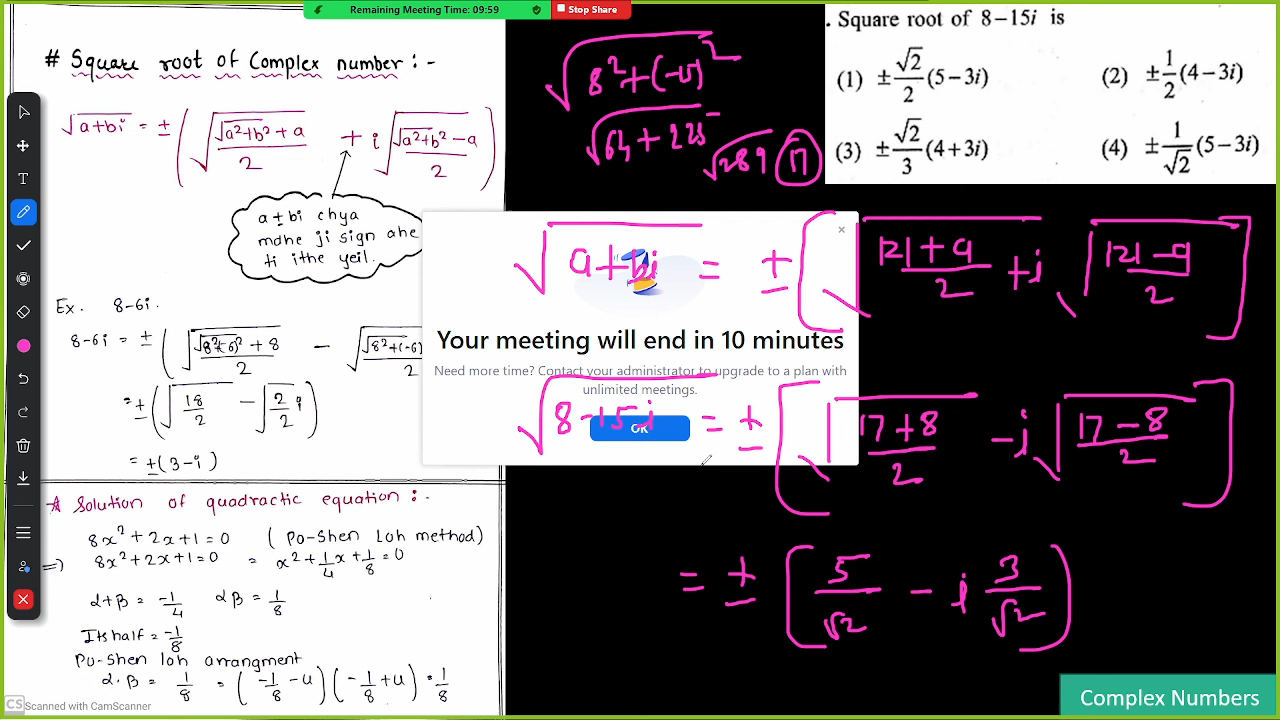 Remaining Meeting Time: 09:59
Stop Share
# Square root of Complex number :-
√(a+bi) = ± ( √((√(a²+b²) + a)/2) + i √((√(a²+b²) - a)/2) )
a±bi chya
madhe ji sign ahe
ti ithe yeil.
Ex. 8-6i.
8-6i = ± ( √((√(8²+(-6)²) + 8)/2) - √((√(8²+(-6)
2
= ± ( √(18/2) - √(2/2) i )
= ± (3-i)
* Solution of quadractic equation :-
8x² + 2x + 1 = 0 ( Po-Shen Loh method)
=> 8x² + 2x + 1 = 0 = x² + 1/4 x + 1/8 = 0
α+β = -1/4 αβ = 1/8
Its half = -1/8
Po-Shen Loh arrangment
α·β = 1/8 = (-1/8 - u) (-1/8 + u) = 1/8
CS Scanned with CamScanner
√(8² + (-15)²)
√(64 + 225)
√289 17
. Square root of 8-15i is
(1) ± √2/2 (5-3i)
(2) ± 1/2 (4-3i)
(3) ± √2/3 (4+3i)
(4) ± 1/√2 (5-3i)
√(a+bi) = ± [ √((|z|+a)/2) + i √((|z|-a)/2) ]
Your meeting will end in 10 minutes
Need more time? Contact your administrator to upgrade to a plan with
unlimited meetings.
OK
√(8-15i) = ± [ √((17+8)/2) - i √((17-8)/2) ]
= ± [ 5/√2 - i 3/√2 ]
Complex Numbers